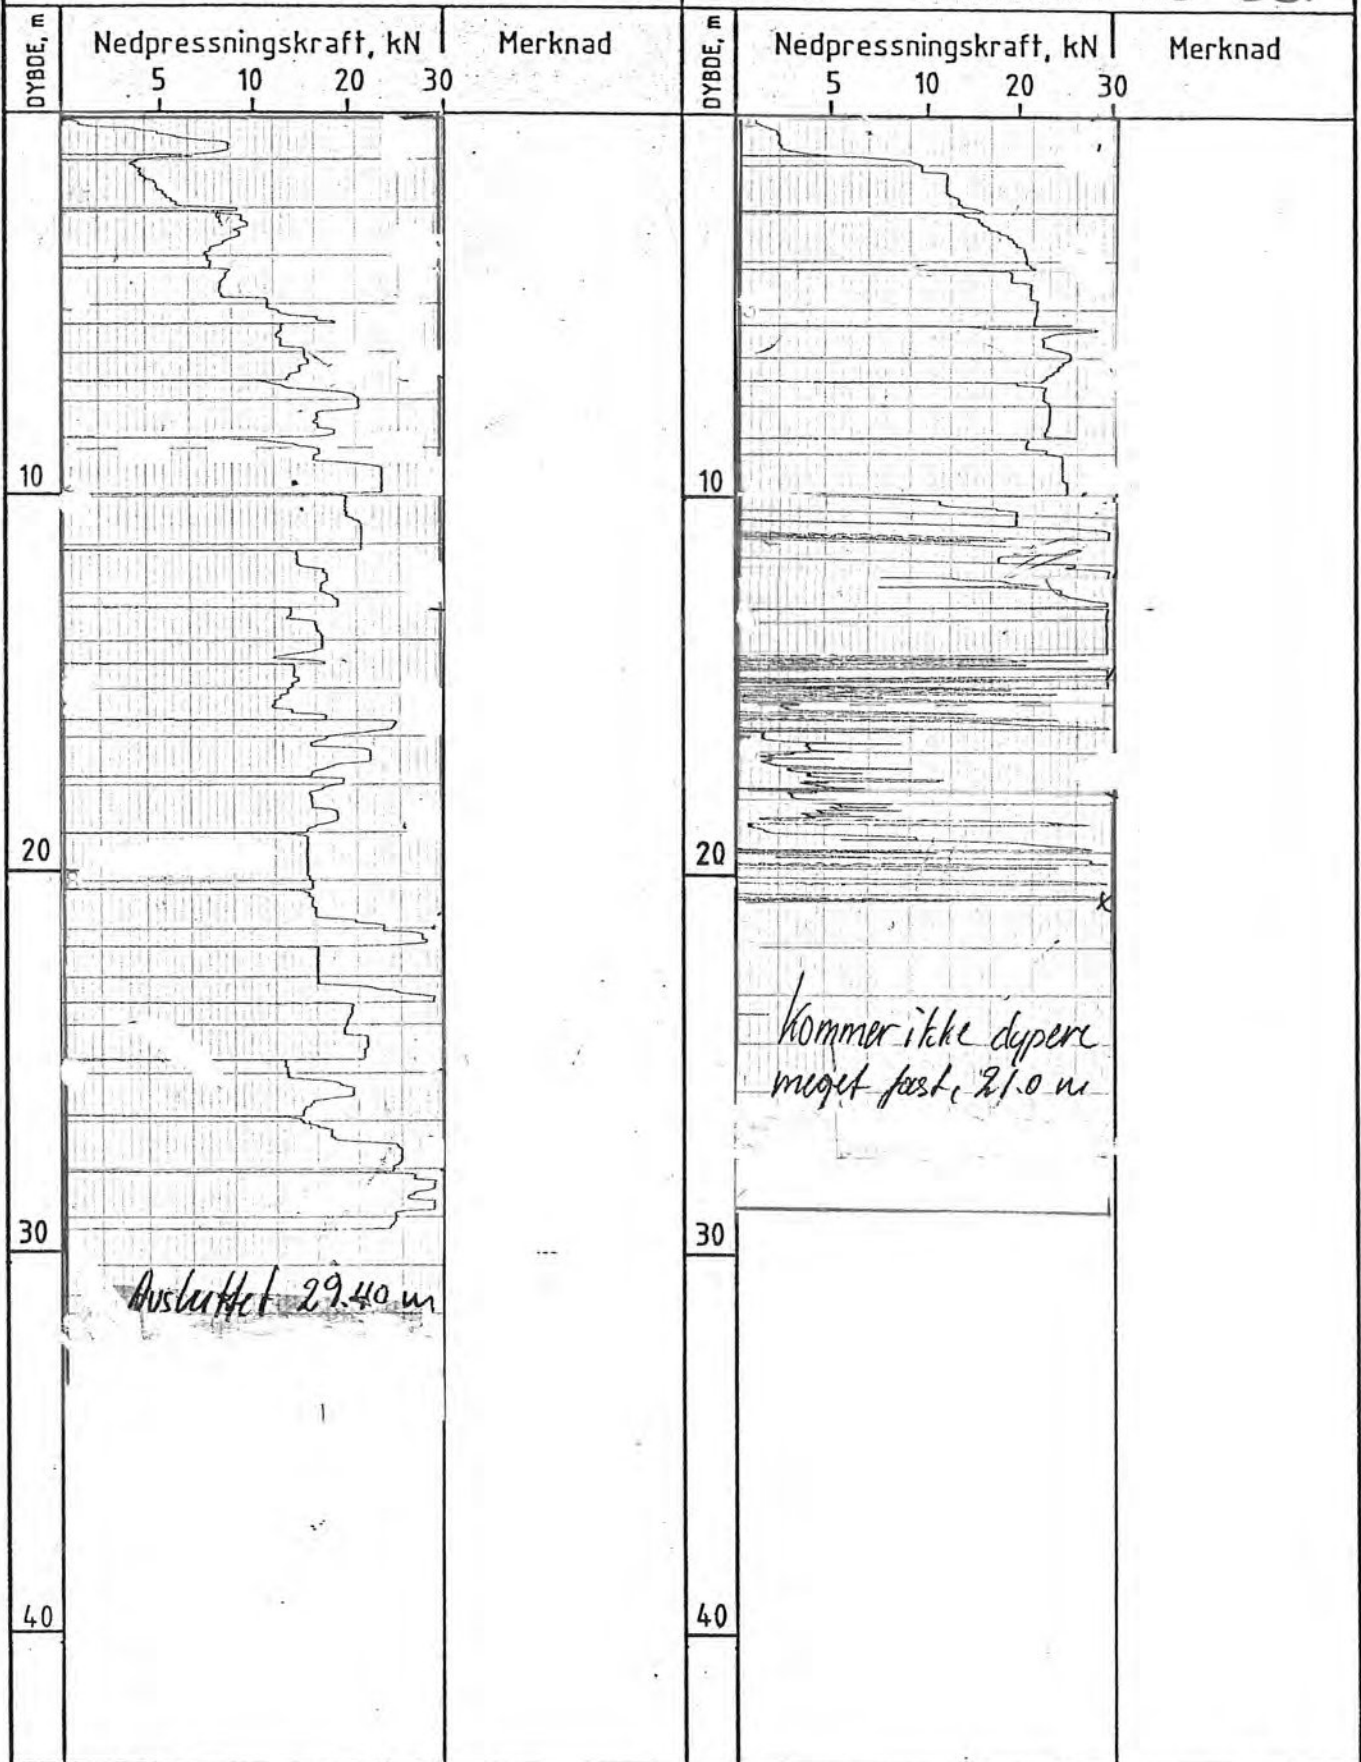 DYBDE, m
Nedpressningskraft, kN
Merknad
5 10 20 30
10
20
30
40
Avsluttet 29.40 m
DYBDE, m
Nedpressningskraft, kN
Merknad
5 10 20 30
10
20
30
40
Kommer ikke dypere
meget fast, 21.0 m